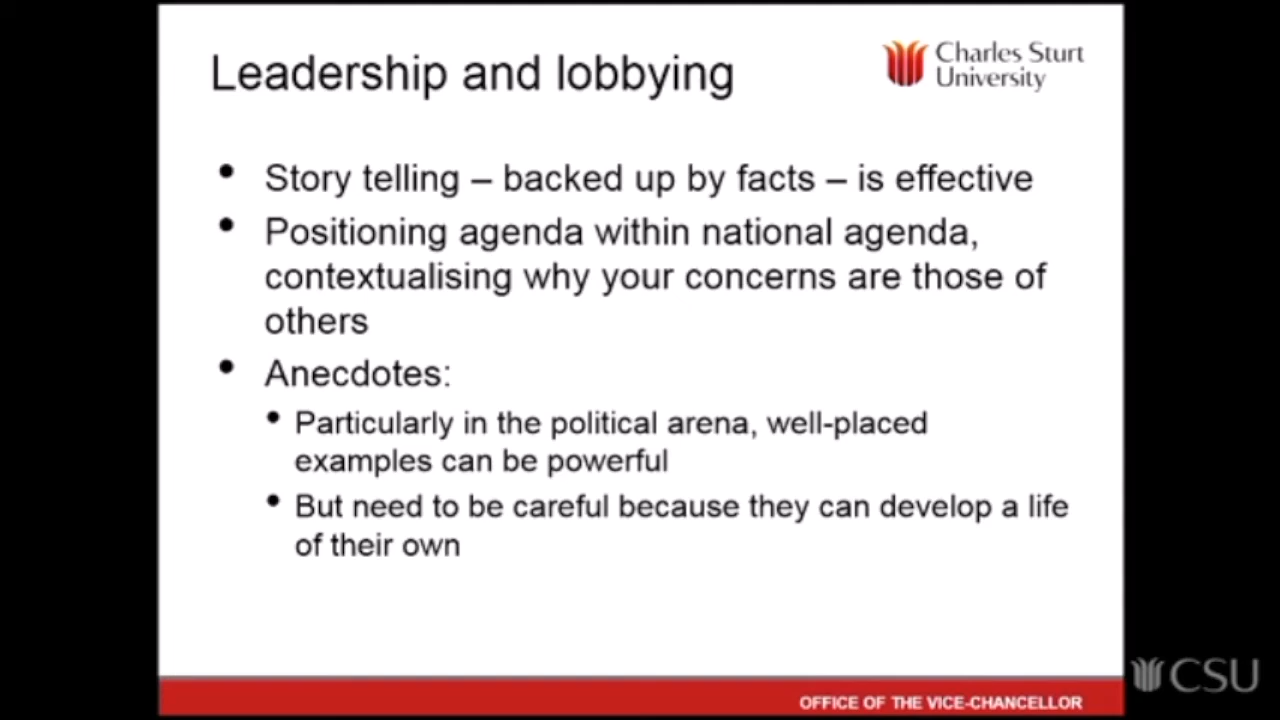 Leadership and lobbying
Charles Sturt
University
• Story telling – backed up by facts – is effective
• Positioning agenda within national agenda,
contextualising why your concerns are those of
others
• Anecdotes:
• Particularly in the political arena, well-placed
examples can be powerful
• But need to be careful because they can develop a life
of their own
OFFICE OF THE VICE-CHANCELLOR
CSU